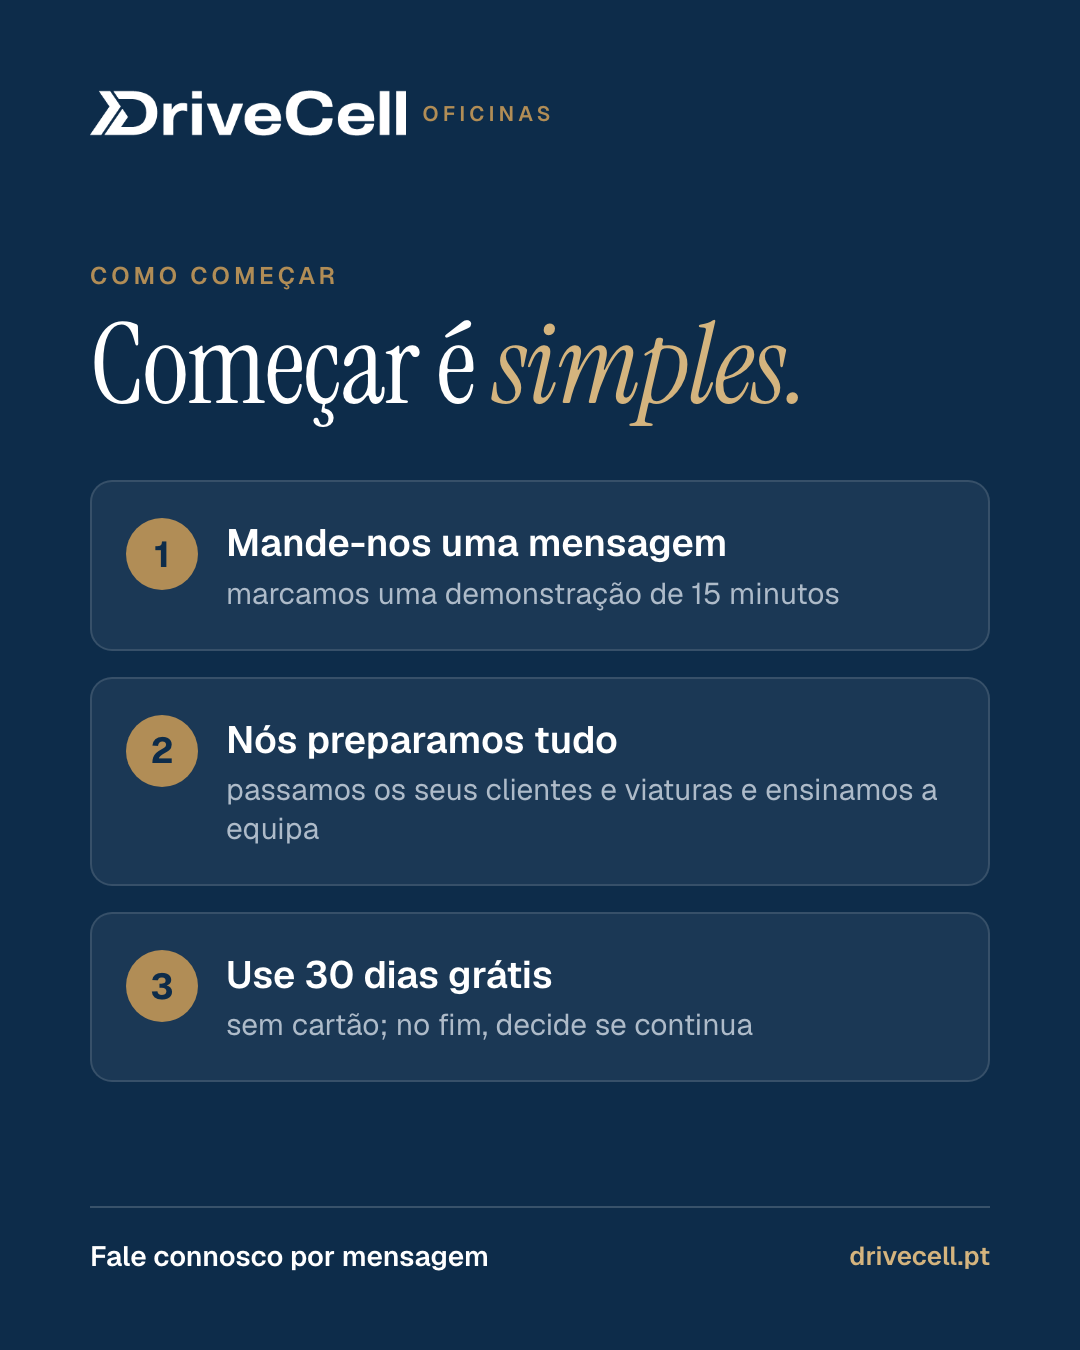 DriveCell OFICINAS
COMO COMEÇAR
Começar é simples.
1
Mande-nos uma mensagem
marcamos uma demonstração de 15 minutos
2
Nós preparamos tudo
passamos os seus clientes e viaturas e ensinamos a
equipa
3
Use 30 dias grátis
sem cartão; no fim, decide se continua
Fale connosco por mensagem
drivecell.pt